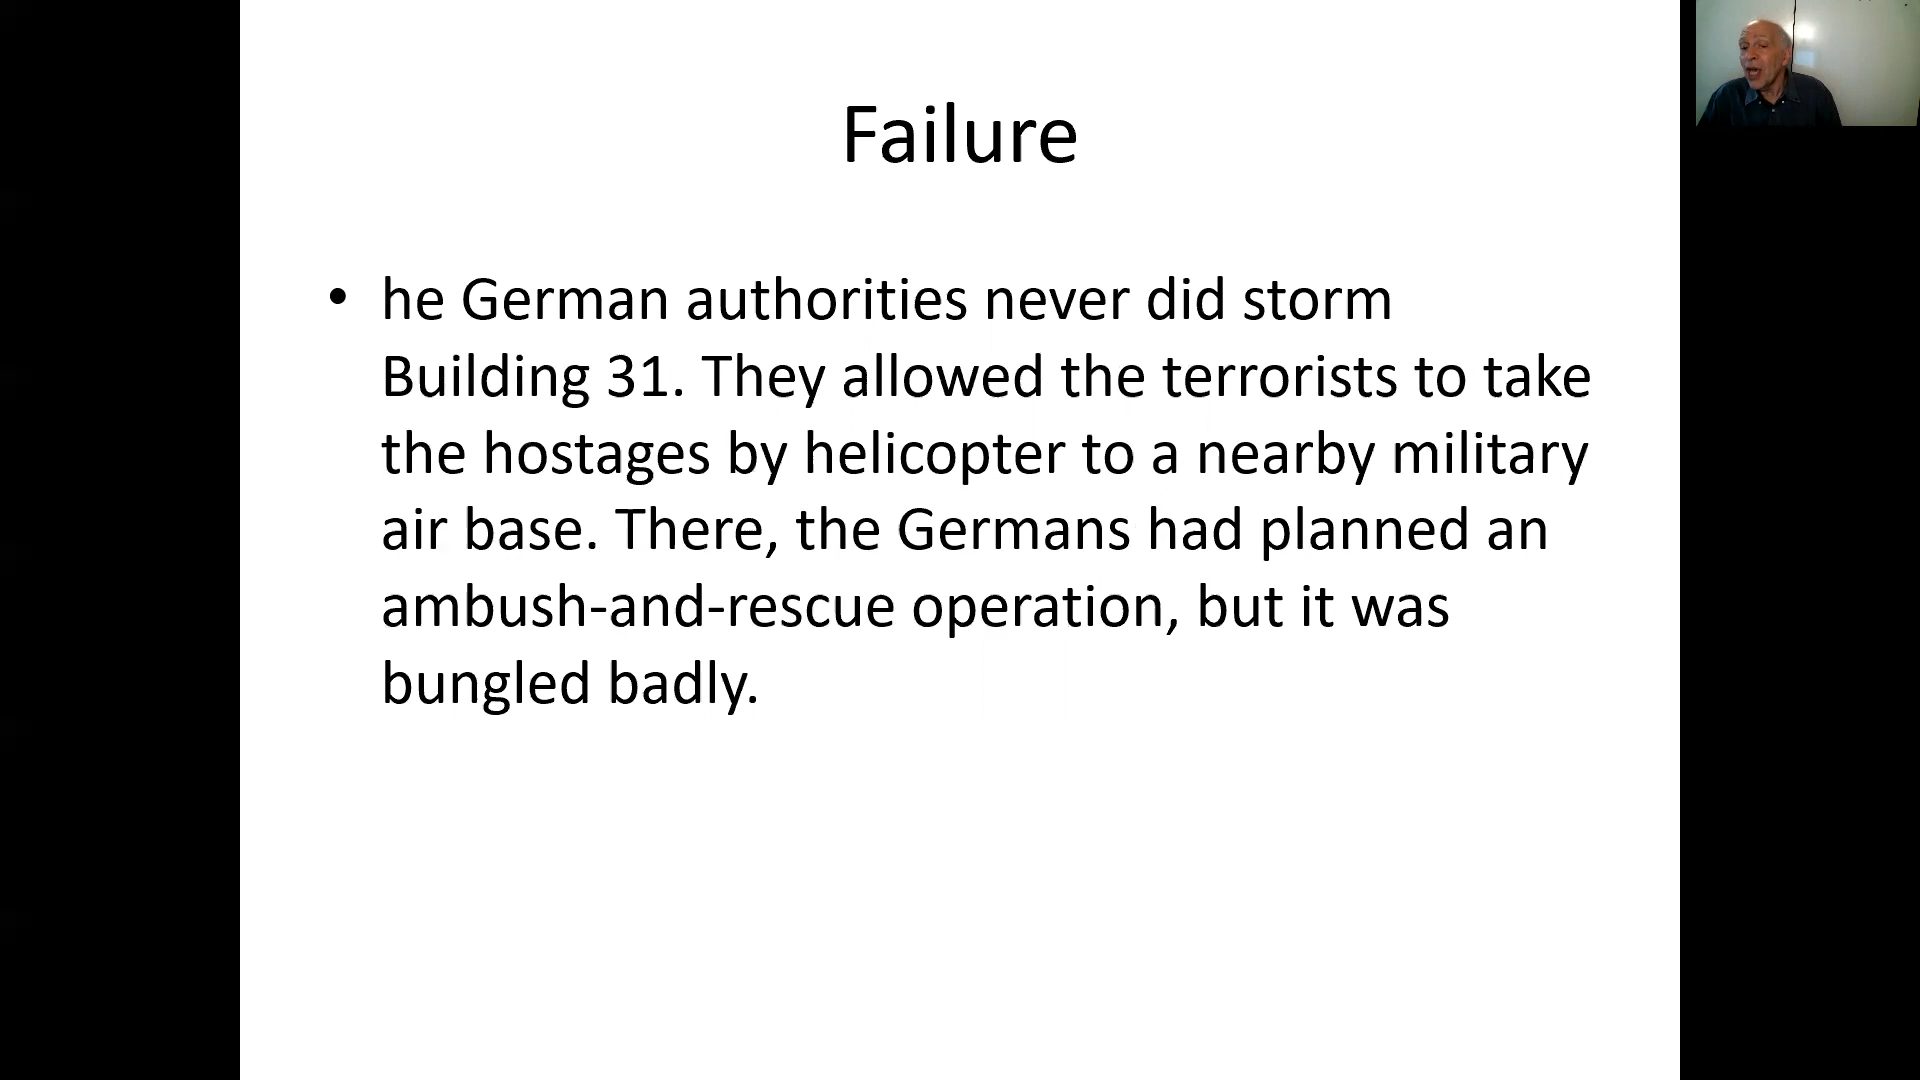 Failure
• he German authorities never did storm
Building 31. They allowed the terrorists to take
the hostages by helicopter to a nearby military
air base. There, the Germans had planned an
ambush-and-rescue operation, but it was
bungled badly.